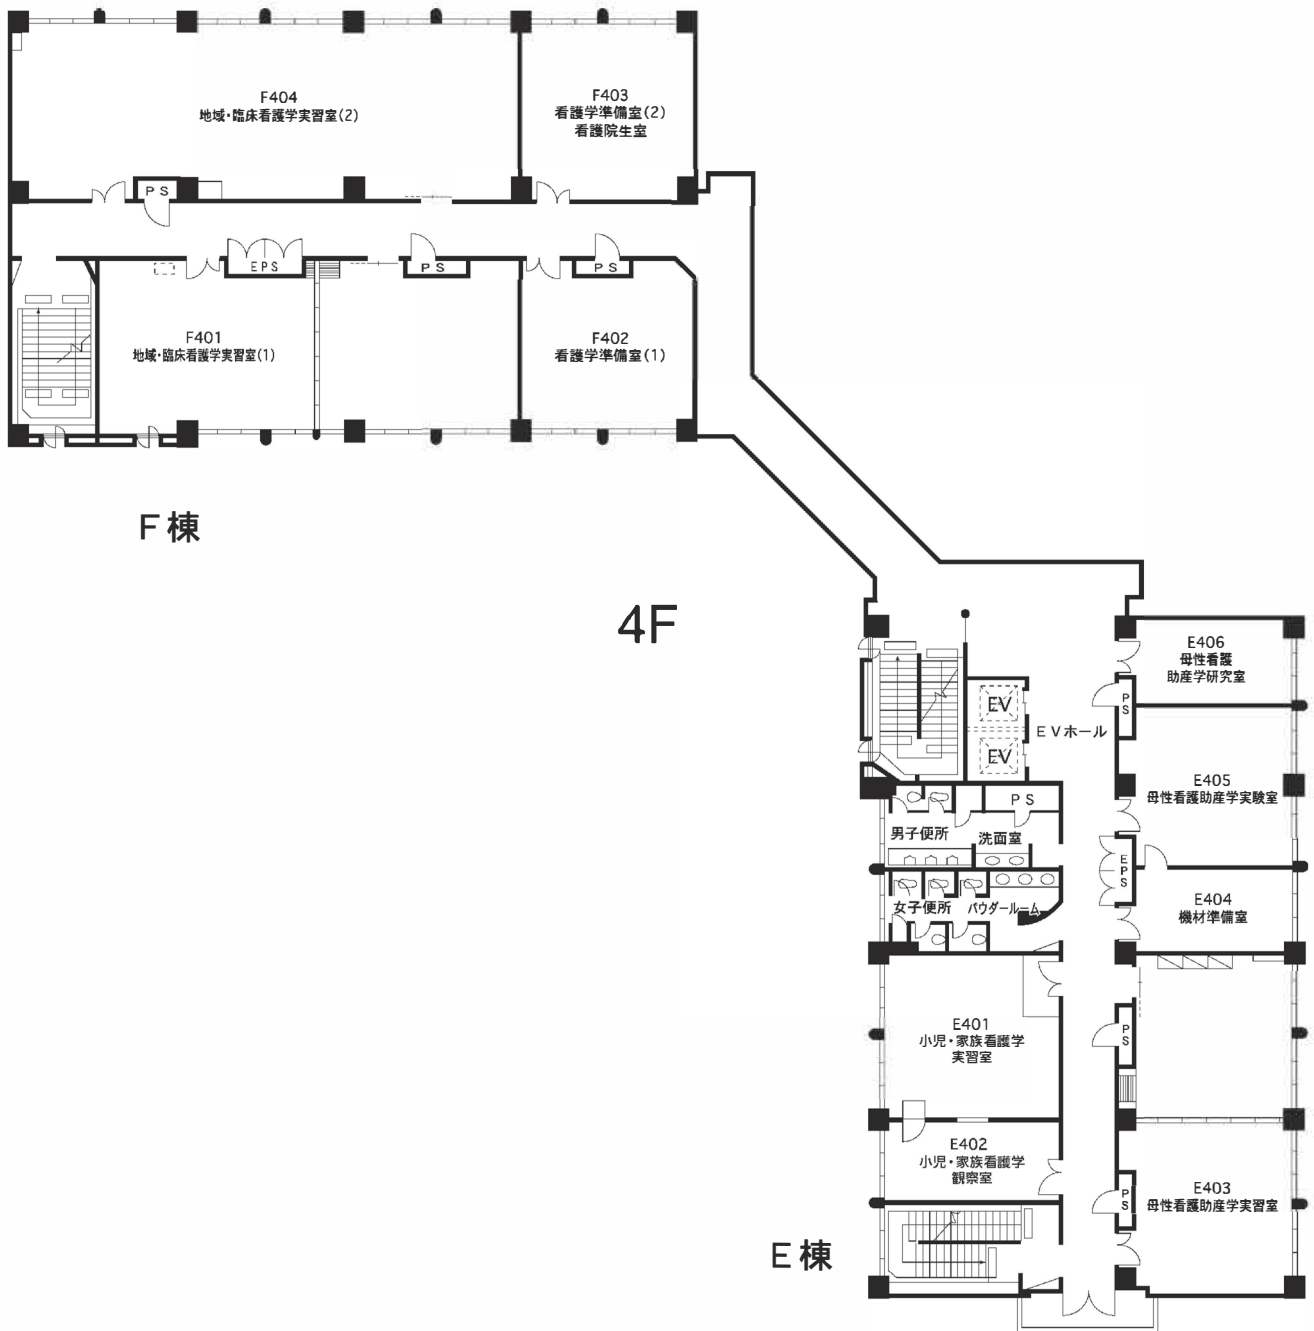 F404
地域・臨床看護学実習室(2)
F403
看護学準備室(2)
看護院生室
PS
EPS
PS
PS
F401
地域・臨床看護学実習室(1)
F402
看護学準備室(1)
F棟
4F
E406
母性看護
助産学研究室
PS
EV
EVホール
EV
E405
母性看護助産学実験室
PS
男子便所
洗面室
EPS
E404
機材準備室
女子便所
パウダールーム
E401
小児・家族看護学
実習室
PS
E402
小児・家族看護学
観察室
PS
E403
母性看護助産学実習室
E棟